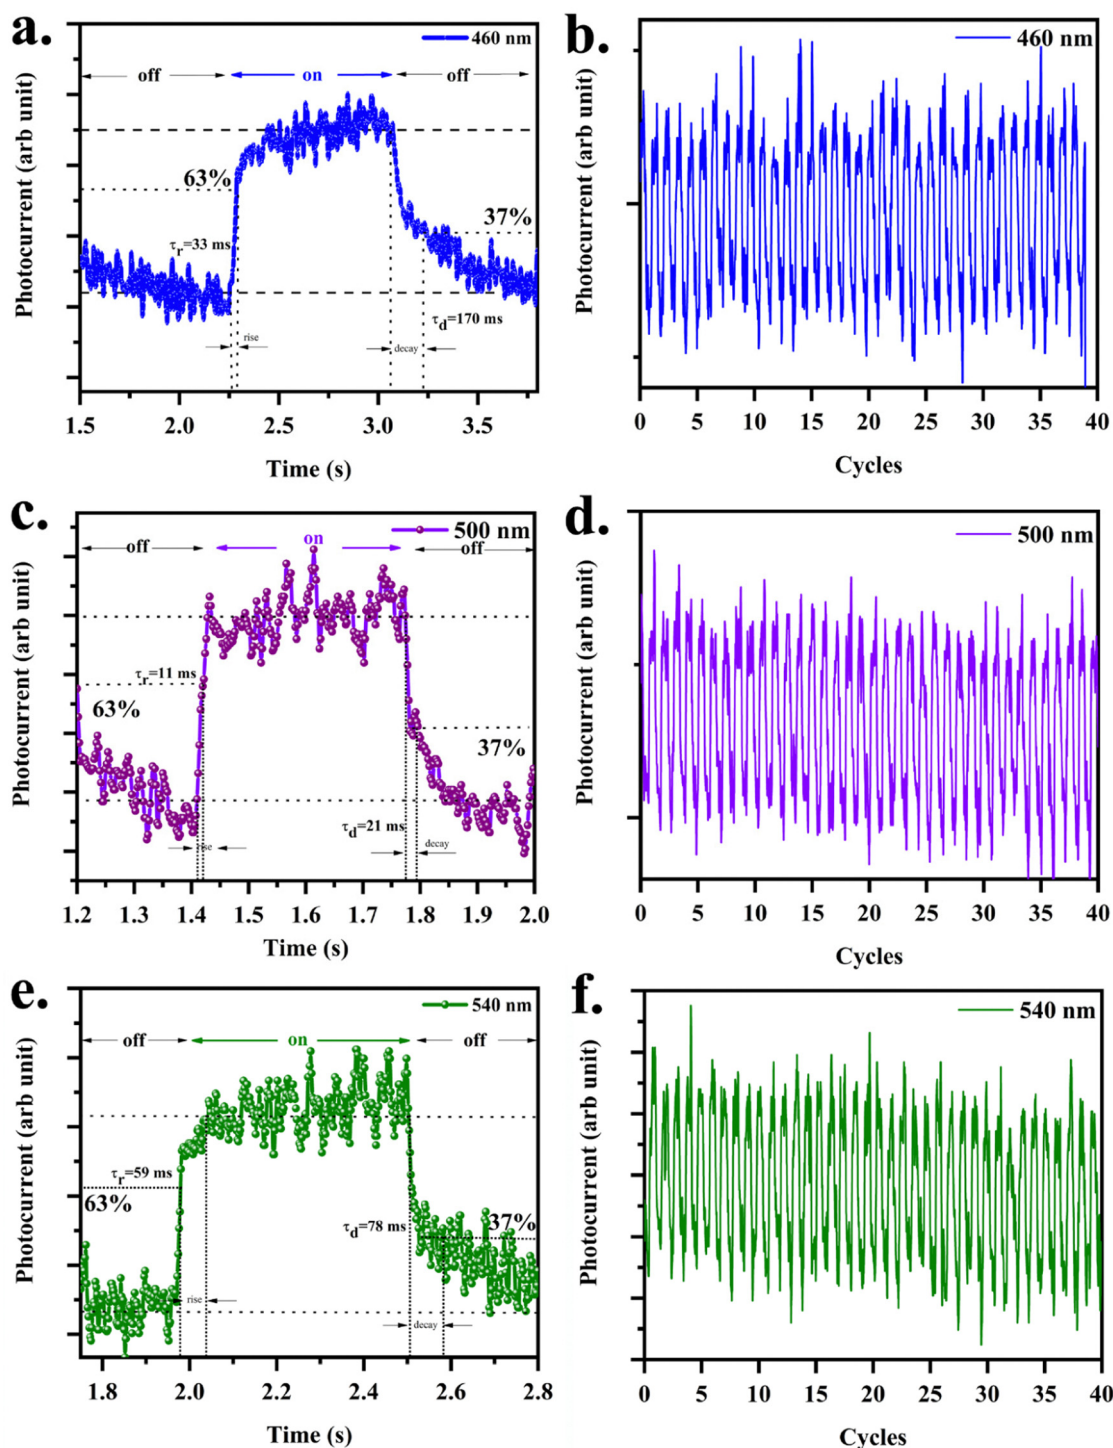 a.
460 nm
off
on
off
63%
37%
τr=33 ms
τd=170 ms
rise
decay
1.5 2.0 2.5 3.0 3.5
Time (s)
Photocurrent (arb unit)
b.
460 nm
0 5 10 15 20 25 30 35 40
Cycles
Photocurrent (arb unit)
c.
500 nm
off
on
off
τr=11 ms
63%
37%
τd=21 ms
rise
decay
1.2 1.3 1.4 1.5 1.6 1.7 1.8 1.9 2.0
Time (s)
Photocurrent (arb unit)
d.
500 nm
0 5 10 15 20 25 30 35 40
Cycles
Photocurrent (arb unit)
e.
540 nm
off
on
off
τr=59 ms
63%
37%
τd=78 ms
rise
decay
1.8 2.0 2.2 2.4 2.6 2.8
Time (s)
Photocurrent (arb unit)
f.
540 nm
0 5 10 15 20 25 30 35 40
Cycles
Photocurrent (arb unit)